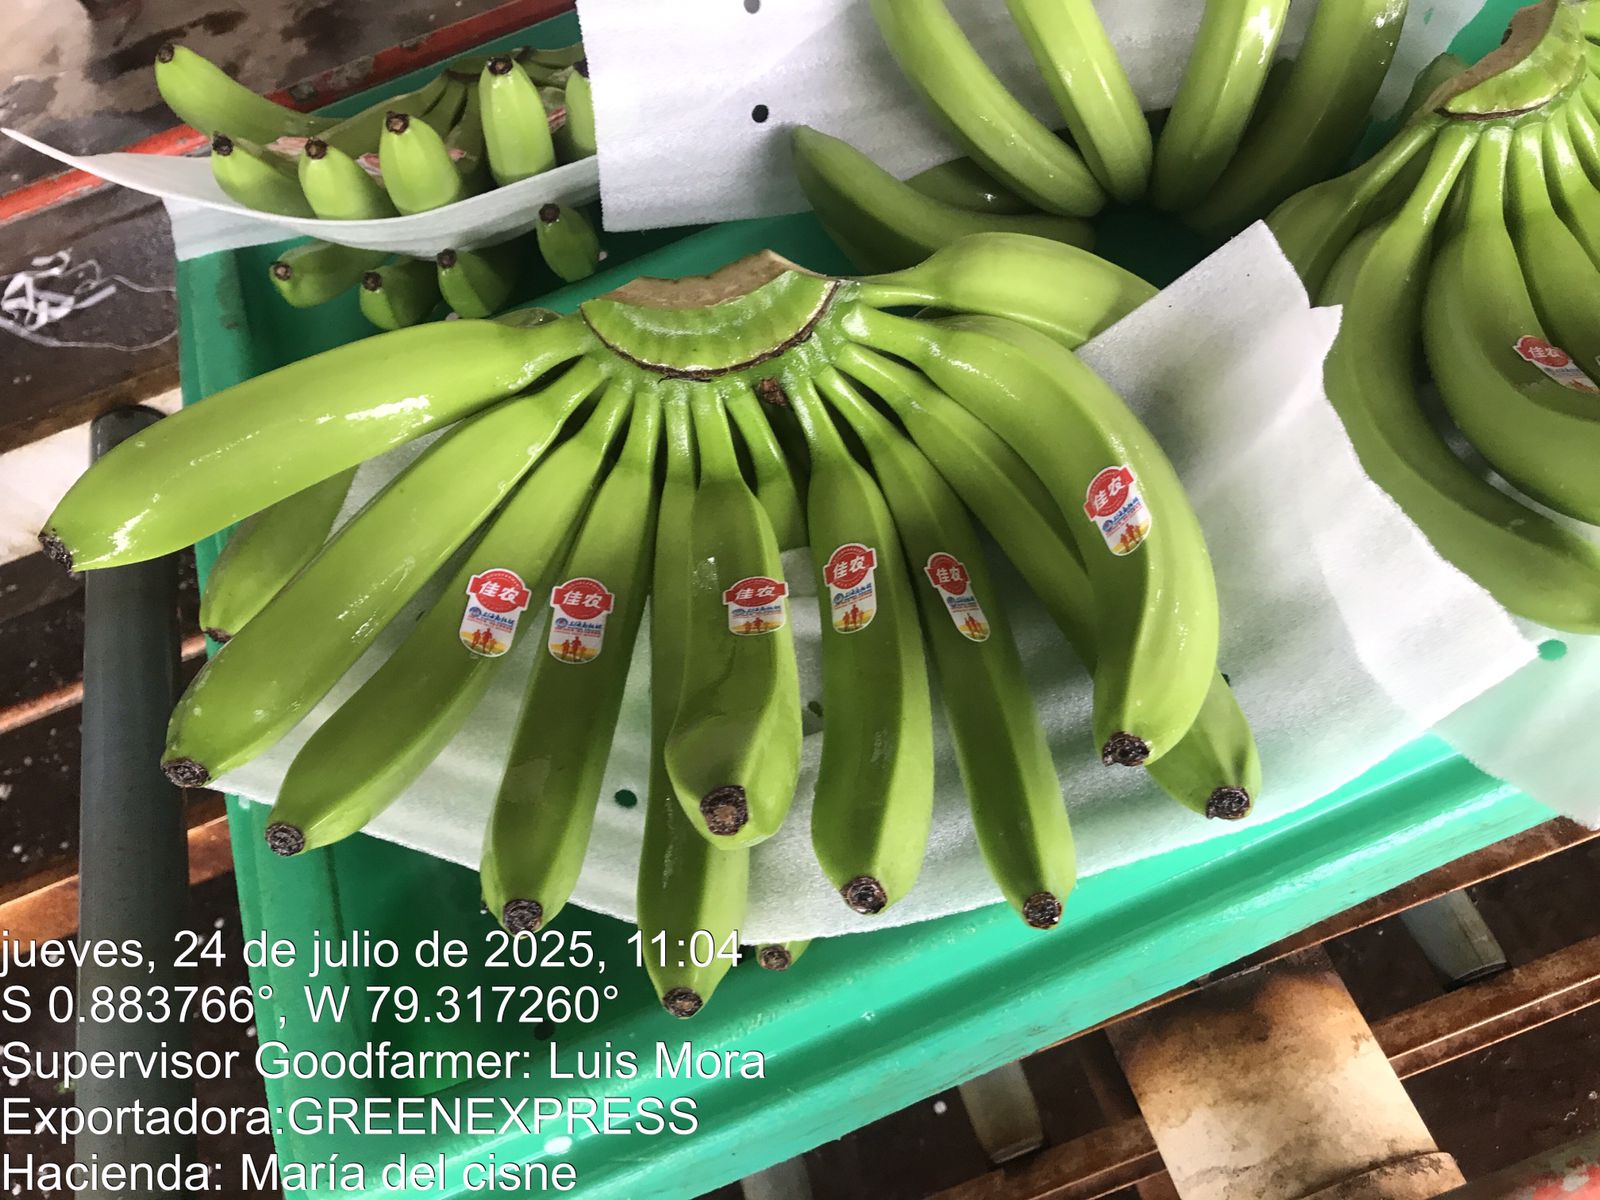 佳农
佳农
佳农
佳农
佳农
佳农
佳农
jueves, 24 de julio de 2025, 11:04
S 0.883766°, W 79.317260°
Supervisor Goodfarmer: Luis Mora
Exportadora:GREENEXPRESS
Hacienda: María del cisne